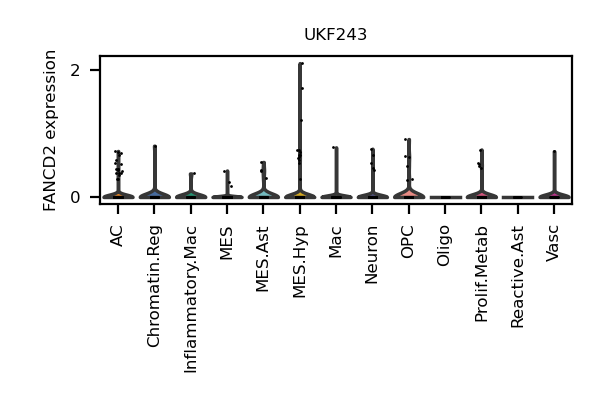 UKF243
FANCD2 expression
2
0
AC
Chromatin.Reg
Inflammatory.Mac
MES
MES.Ast
MES.Hyp
Mac
Neuron
OPC
Oligo
Prolif.Metab
Reactive.Ast
Vasc